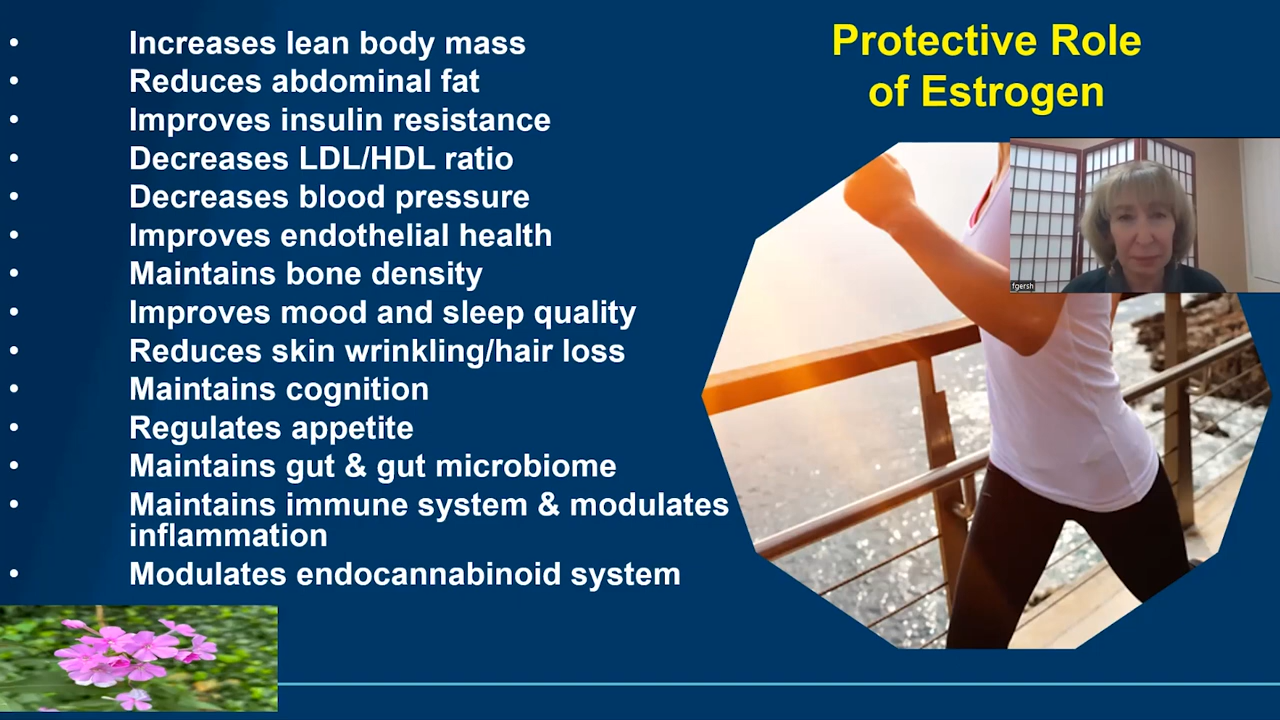 Protective Role
of Estrogen
• Increases lean body mass
• Reduces abdominal fat
• Improves insulin resistance
• Decreases LDL/HDL ratio
• Decreases blood pressure
• Improves endothelial health
• Maintains bone density
• Improves mood and sleep quality
• Reduces skin wrinkling/hair loss
• Maintains cognition
• Regulates appetite
• Maintains gut & gut microbiome
• Maintains immune system & modulates
inflammation
• Modulates endocannabinoid system
fgersh